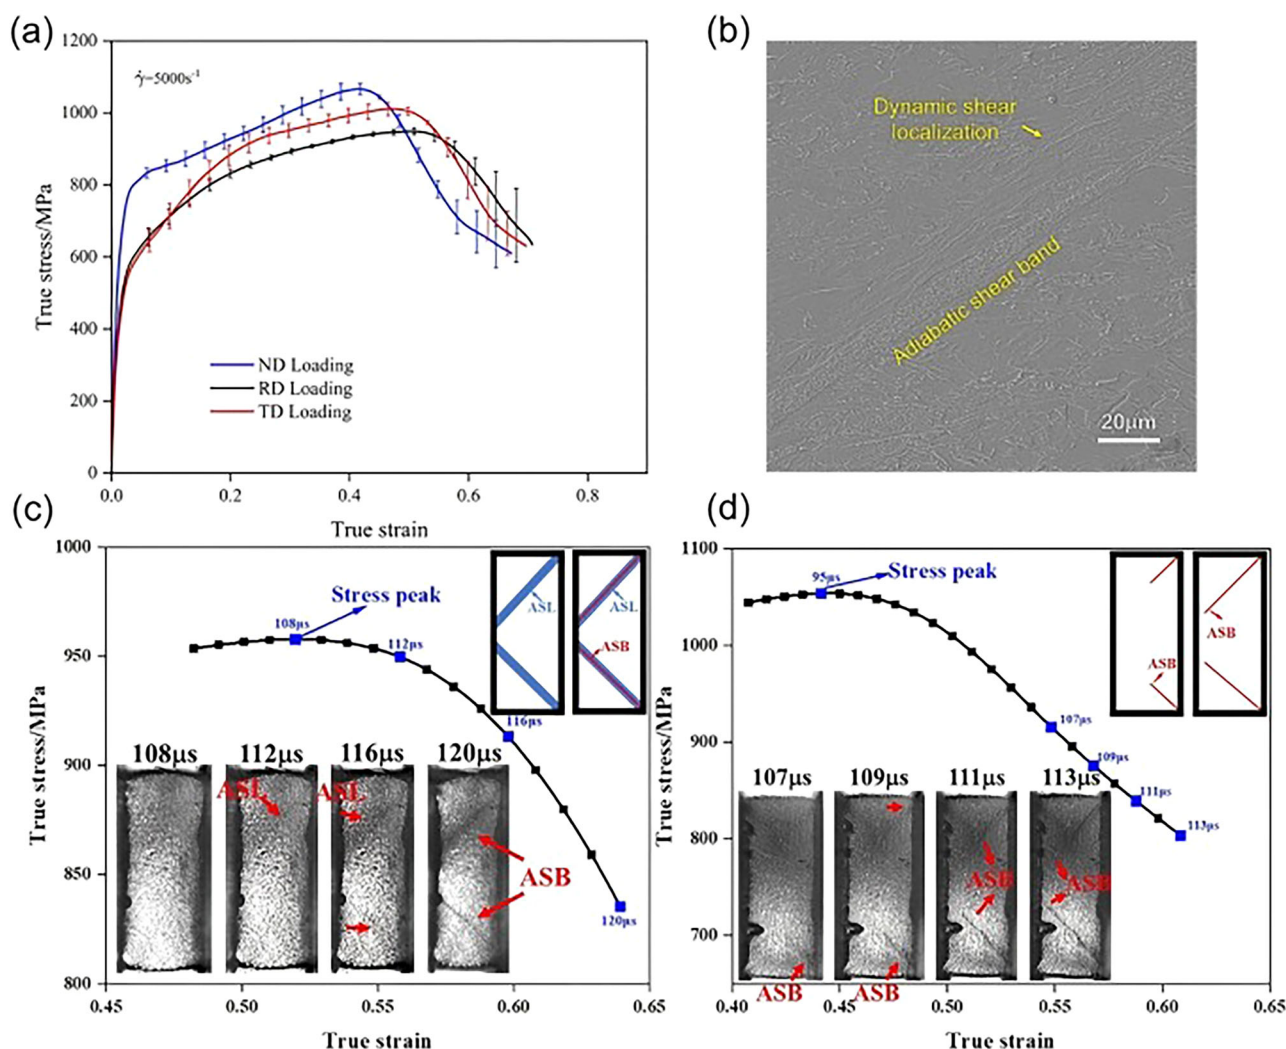 (a)
1200
1000
800
600
400
200
0
True stress/MPa
γ̇=5000s⁻¹
ND Loading
RD Loading
TD Loading
0.0
0.2
0.4
0.6
0.8
True strain
(b)
Dynamic shear
localization
Adiabatic shear band
20μm
(c)
1000
950
900
850
800
True stress/MPa
Stress peak
108μs
112μs
116μs
120μs
ASL
ASL
ASB
108μs
112μs
116μs
120μs
ASL
ASL
ASB
0.45
0.50
0.55
0.60
0.65
True strain
(d)
1100
1000
900
800
700
True stress/MPa
95μs
Stress peak
107μs
109μs
111μs
113μs
ASB
ASB
107μs
109μs
111μs
113μs
ASB
ASB
ASB
ASB
0.40
0.45
0.50
0.55
0.60
0.65
True strain